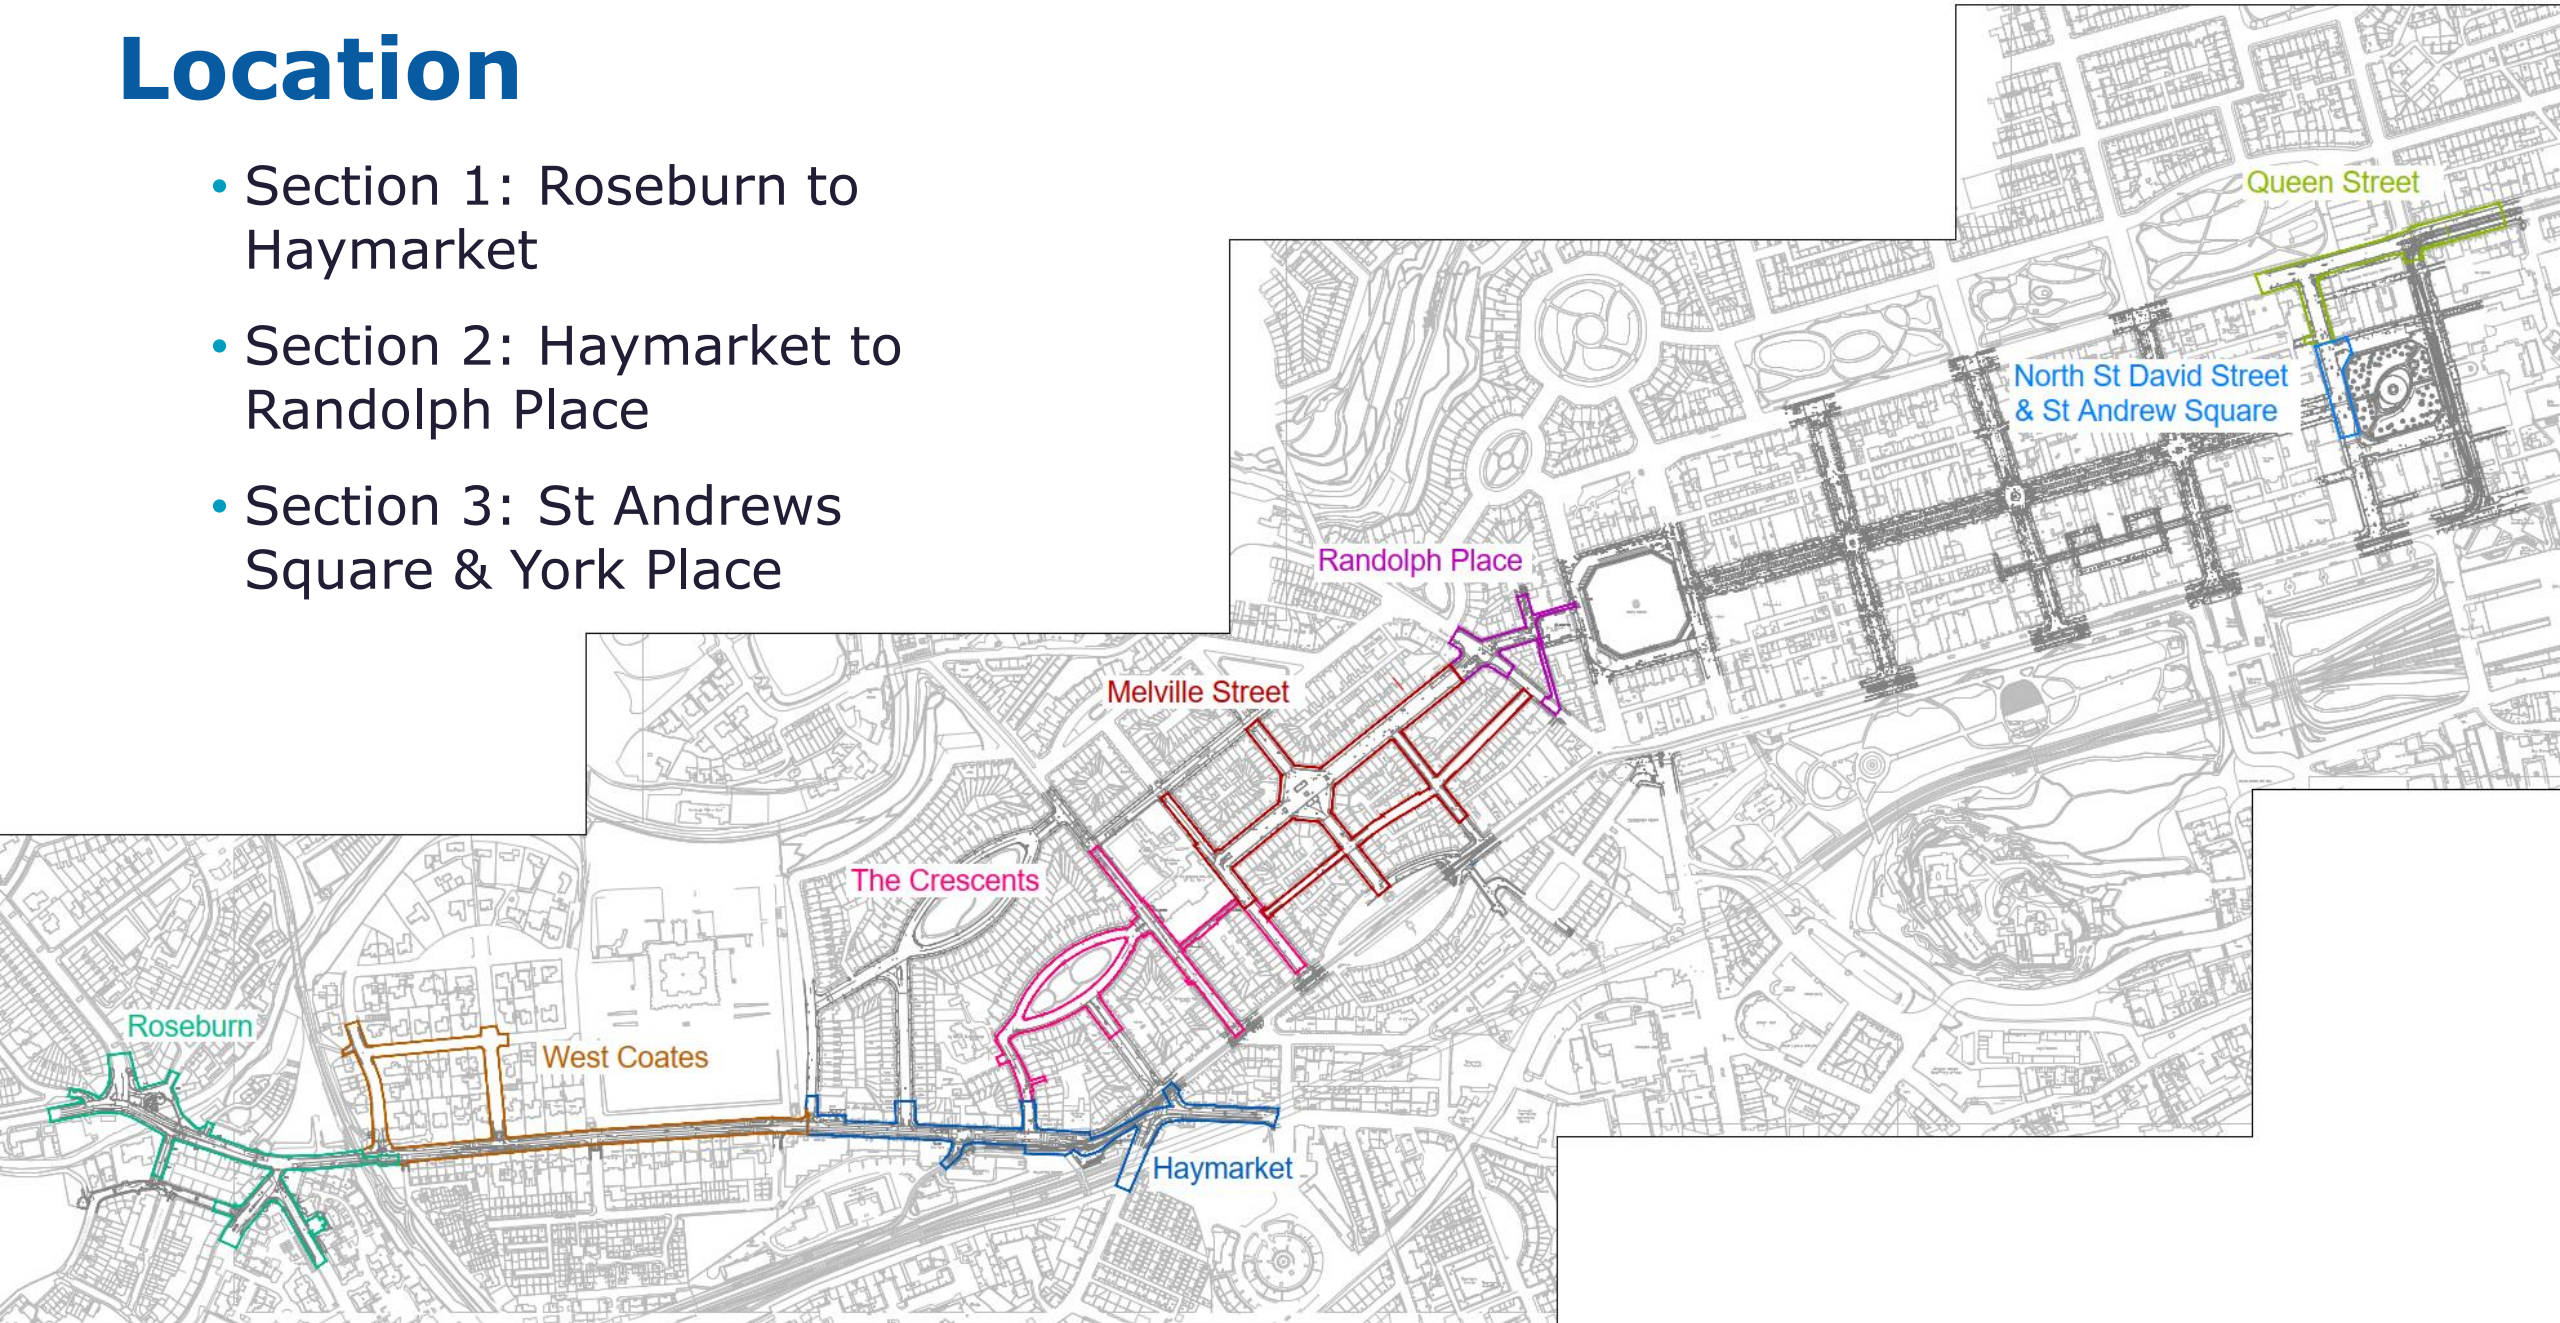 Location
• Section 1: Roseburn to
Haymarket
• Section 2: Haymarket to
Randolph Place
• Section 3: St Andrews
Square & York Place
Queen Street
North St David Street
& St Andrew Square
Randolph Place
Melville Street
The Crescents
Roseburn
West Coates
Haymarket